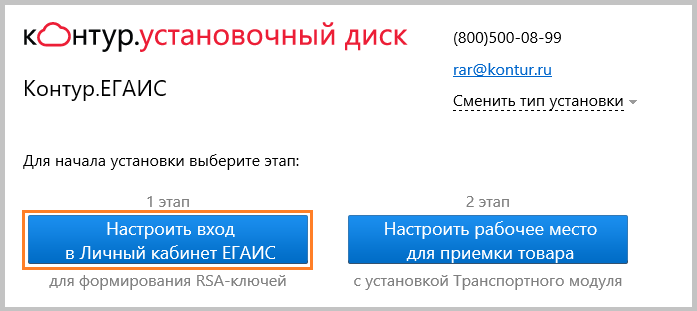 контур.установочный диск
(800)500-08-99
rar@kontur.ru
Контур.ЕГАИС
Сменить тип установки
Для начала установки выберите этап:
1 этап
Настроить вход
в Личный кабинет ЕГАИС
для формирования RSA-ключей
2 этап
Настроить рабочее место
для приемки товара
с установкой Транспортного модуля